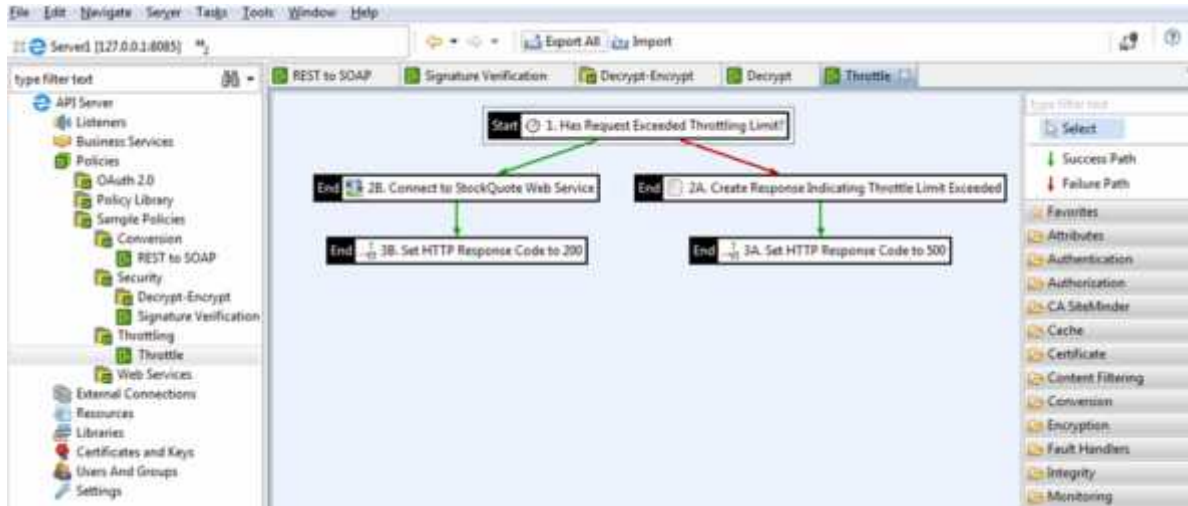 File Edit Navigate Server Tasks Tools Window Help
Server1 [127.0.0.1:8085]
Export All Import
type filter text
API Server
Listeners
Business Services
Policies
OAuth 2.0
Policy Library
Sample Policies
Conversion
REST to SOAP
Security
Decrypt-Encrypt
Signature Verification
Throttling
Throttle
Web Services
External Connections
Resources
Libraries
Certificates and Keys
Users And Groups
Settings
REST to SOAP Signature Verification Decrypt-Encrypt Decrypt Throttle
Start 1. Has Request Exceeded Throttling Limit?
End 2B. Connect to StockQuote Web Service
End 2A. Create Response Indicating Throttle Limit Exceeded
End 3B. Set HTTP Response Code to 200
End 3A. Set HTTP Response Code to 500
type filter text
Select
Success Path
Failure Path
Favorites
Attributes
Authentication
Authorization
CA SiteMinder
Cache
Certificate
Content Filtering
Conversion
Encryption
Fault Handlers
Integrity
Monitoring